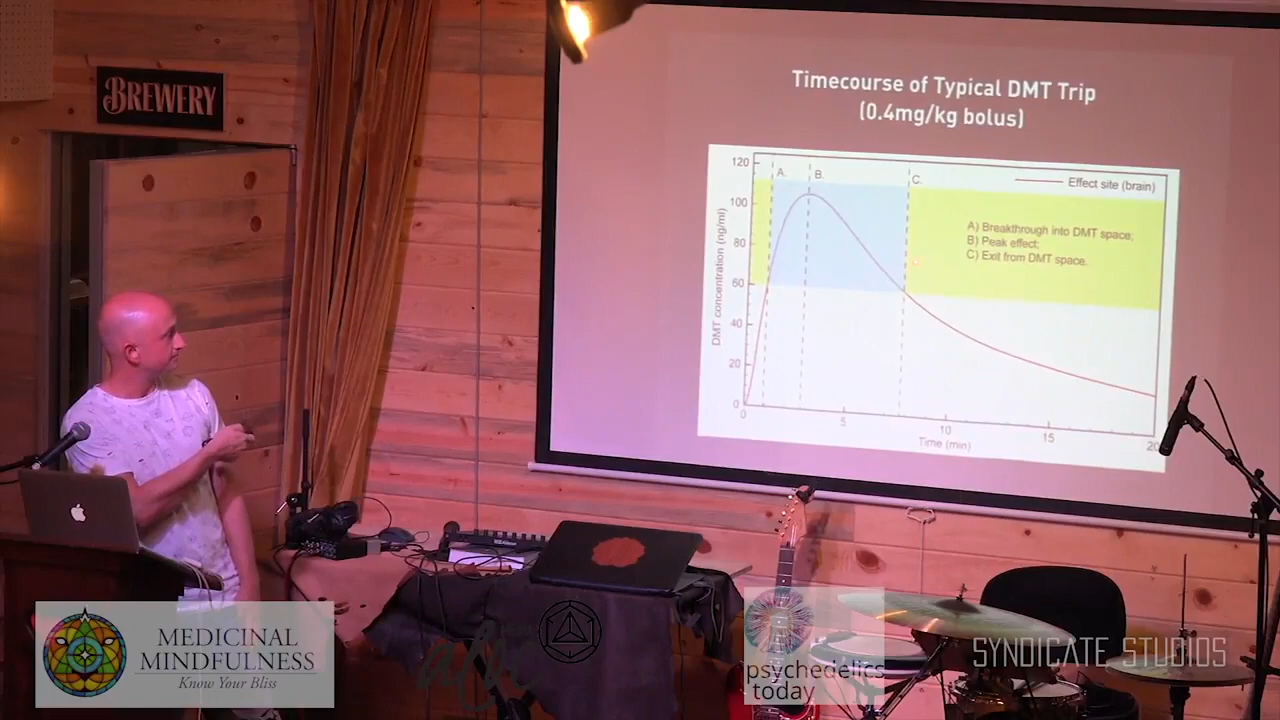 BREWERY
Timecourse of Typical DMT Trip
(0.4mg/kg bolus)
120
100
80
60
40
20
0
DMT concentration (ng/ml)
A.
B.
C.
Effect site (brain)
A) Breakthrough into DMT space;
B) Peak effect;
C) Exit from DMT space.
0
5
10
15
20
Time (min)
MEDICINAL
MINDFULNESS
Know Your Bliss
psychedelics
today
SYNDICATE STUDIOS